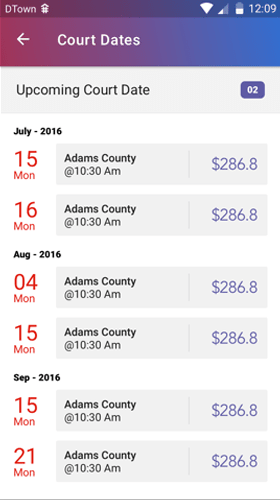 DTown 12:09
Court Dates
Upcoming Court Date 02
July - 2016
15 Mon Adams County @10:30 Am $286.8
16 Mon Adams County @10:30 Am $286.8
Aug - 2016
04 Mon Adams County @10:30 Am $286.8
15 Mon Adams County @10:30 Am $286.8
Sep - 2016
15 Mon Adams County @10:30 Am $286.8
21 Mon Adams County @10:30 Am $286.8